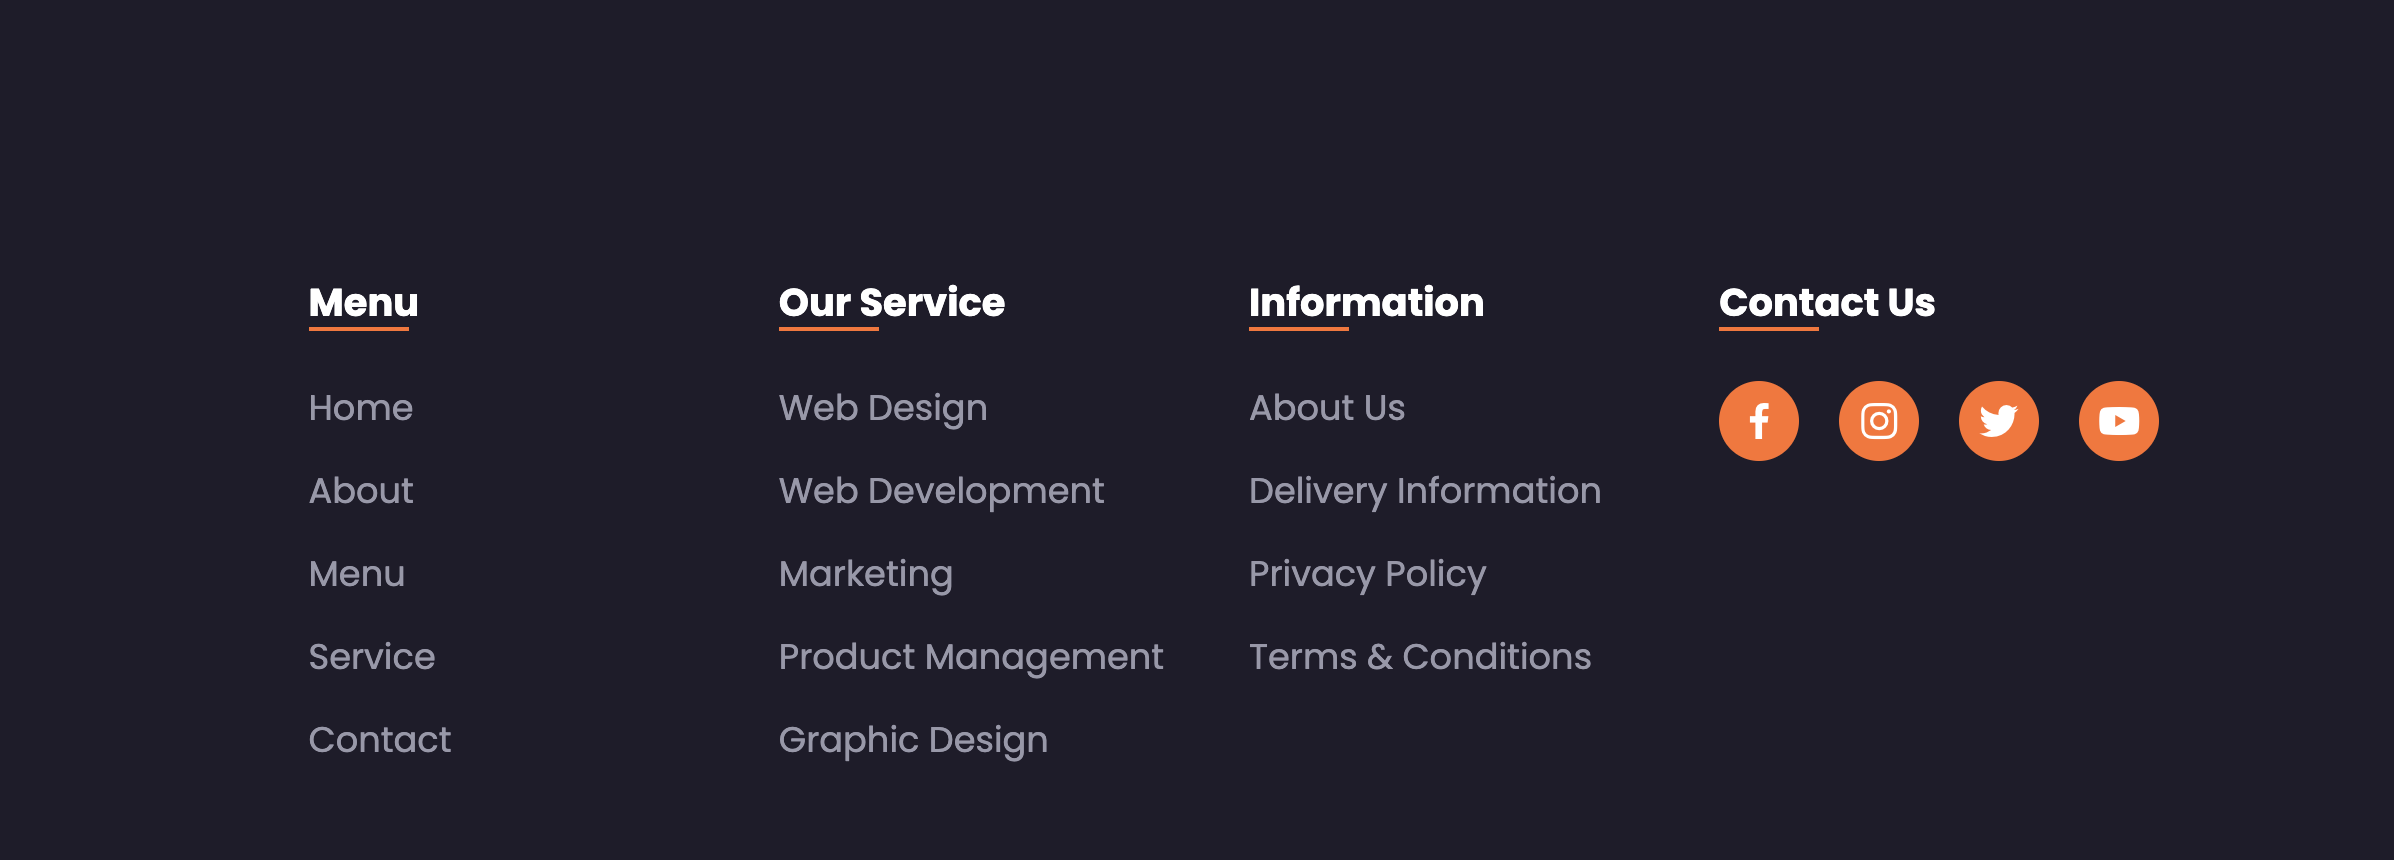 Menu
Home
About
Menu
Service
Contact
Our Service
Web Design
Web Development
Marketing
Product Management
Graphic Design
Information
About Us
Delivery Information
Privacy Policy
Terms & Conditions
Contact Us